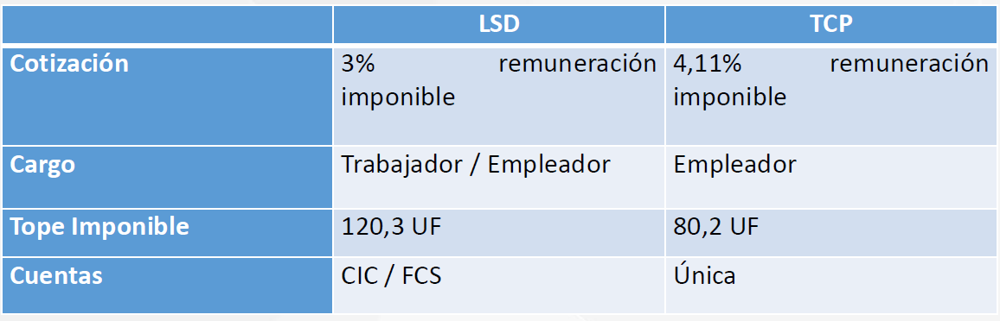 LSD TCP
Cotización 3% remuneración 4,11% remuneración
imponible imponible
Cargo Trabajador / Empleador Empleador
Tope Imponible 120,3 UF 80,2 UF
Cuentas CIC / FCS Única